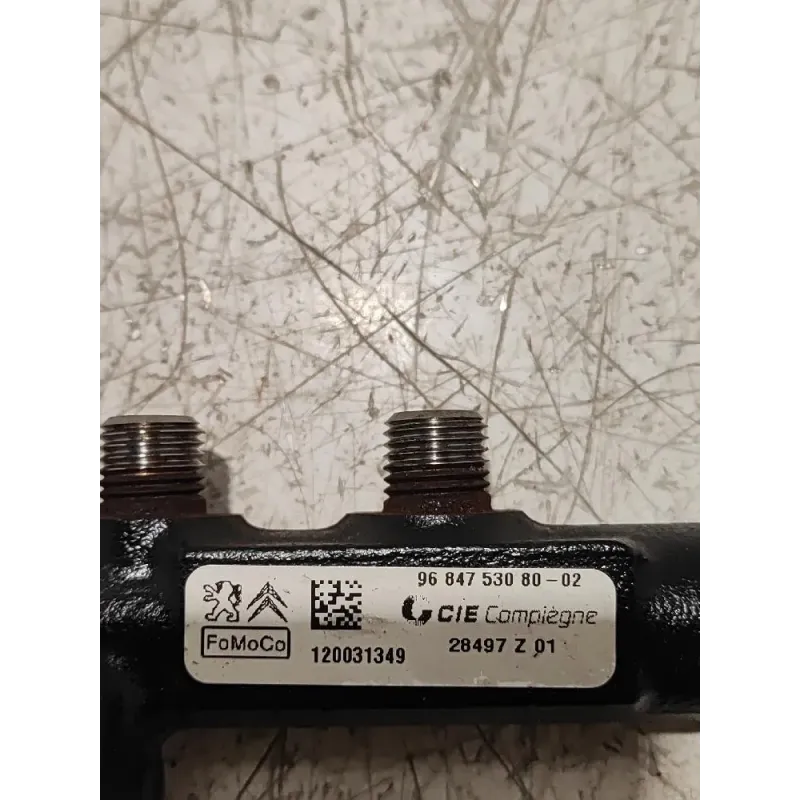 96 847 530 80-02
CIE Compiègne
FoMoCo
120031349
28497 Z 01